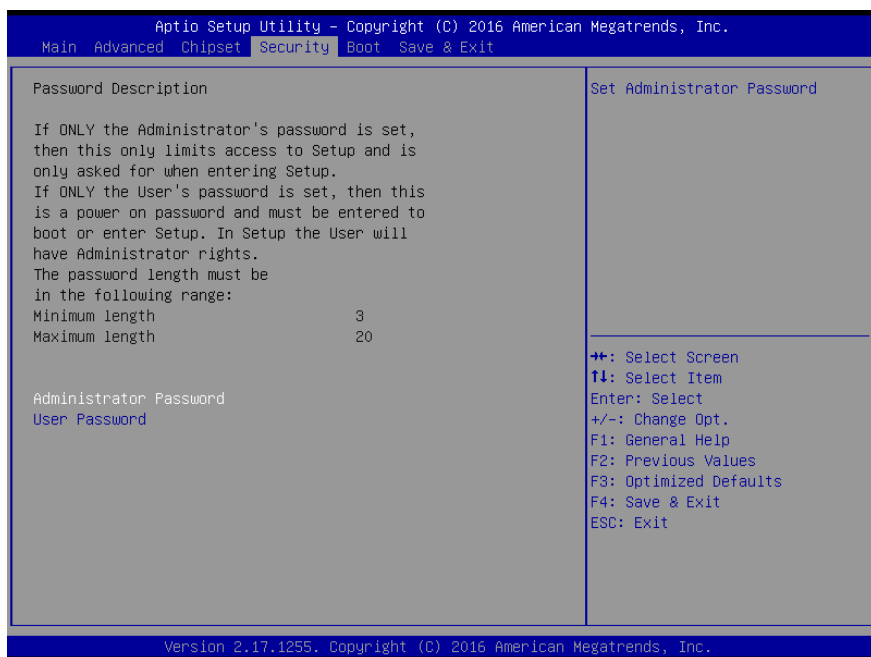 Aptio Setup Utility – Copyright (C) 2016 American Megatrends, Inc.
Main Advanced Chipset Security Boot Save & Exit
Password Description
If ONLY the Administrator's password is set,
then this only limits access to Setup and is
only asked for when entering Setup.
If ONLY the User's password is set, then this
is a power on password and must be entered to
boot or enter Setup. In Setup the User will
have Administrator rights.
The password length must be
in the following range:
Minimum length 3
Maximum length 20
Administrator Password
User Password
Set Administrator Password
→←: Select Screen
↑↓: Select Item
Enter: Select
+/-: Change Opt.
F1: General Help
F2: Previous Values
F3: Optimized Defaults
F4: Save & Exit
ESC: Exit
Version 2.17.1255. Copyright (C) 2016 American Megatrends, Inc.